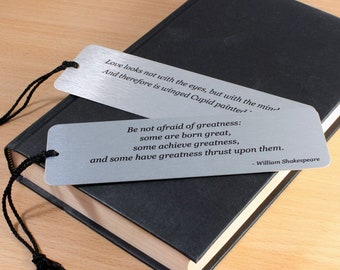 Love looks not with the eyes, but with the mind,
And therefore is winged Cupid painted
Be not afraid of greatness:
some are born great,
some achieve greatness,
and some have greatness thrust upon them.
- William Shakespeare